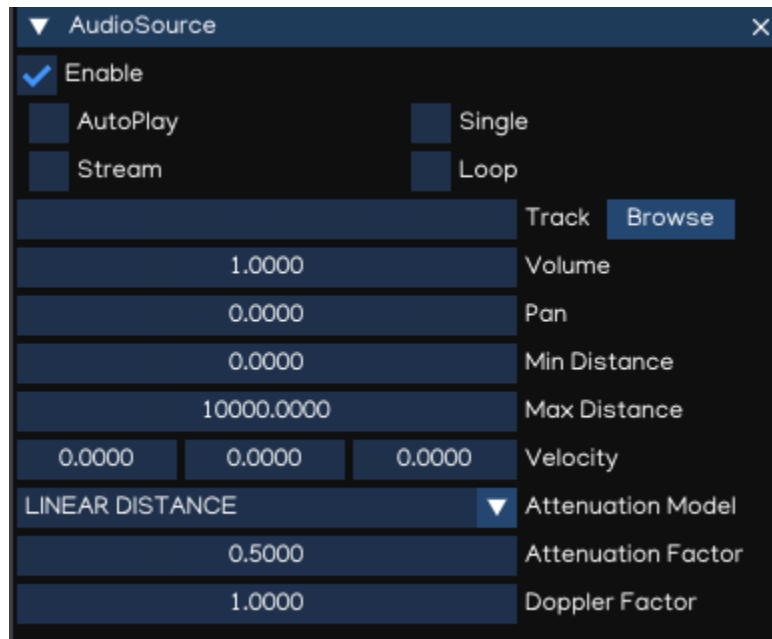 AudioSource
Enable
AutoPlay Single
Stream Loop
Track Browse
1.0000 Volume
0.0000 Pan
0.0000 Min Distance
10000.0000 Max Distance
0.0000 0.0000 0.0000 Velocity
LINEAR DISTANCE Attenuation Model
0.5000 Attenuation Factor
1.0000 Doppler Factor